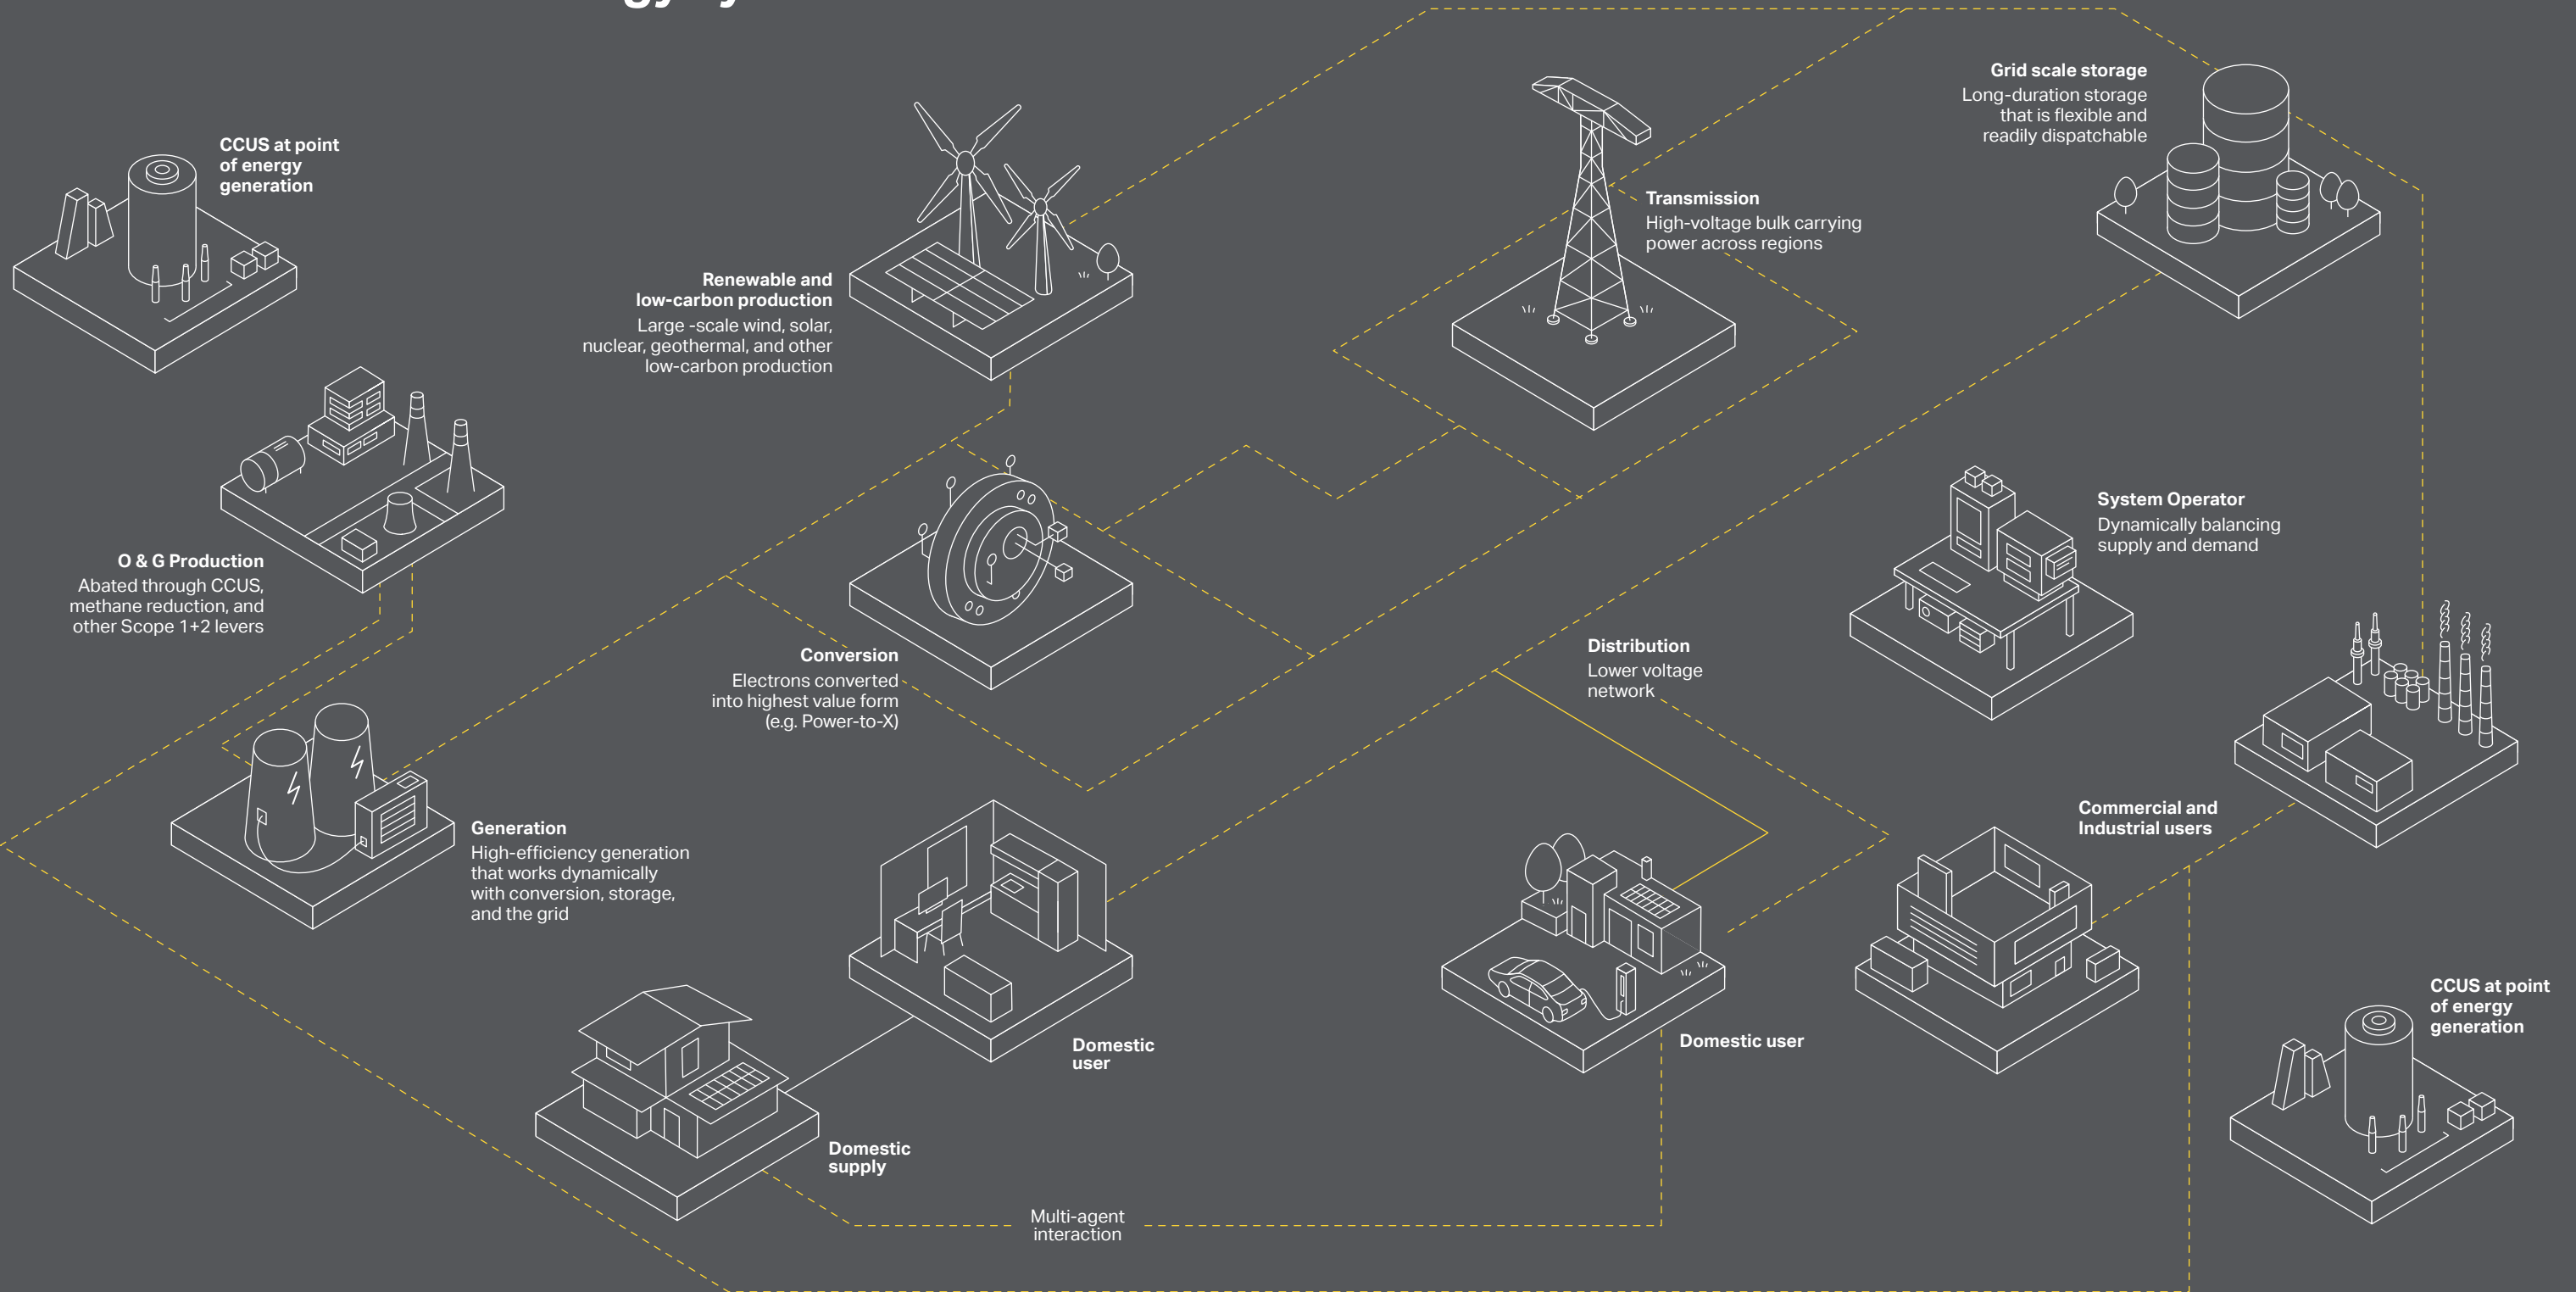 Grid scale storage
Long-duration storage
that is flexible and
readily dispatchable
CCUS at point
of energy
generation
Transmission
High-voltage bulk carrying
power across regions
Renewable and
low-carbon production
Large -scale wind, solar,
nuclear, geothermal, and other
low-carbon production
System Operator
Dynamically balancing
supply and demand
O & G Production
Abated through CCUS,
methane reduction, and
other Scope 1+2 levers
Conversion
Electrons converted
into highest value form
(e.g. Power-to-X)
Distribution
Lower voltage
network
Generation
High-efficiency generation
that works dynamically
with conversion, storage,
and the grid
Commercial and
Industrial users
Domestic
user
Domestic user
CCUS at point
of energy
generation
Domestic
supply
Multi-agent
interaction